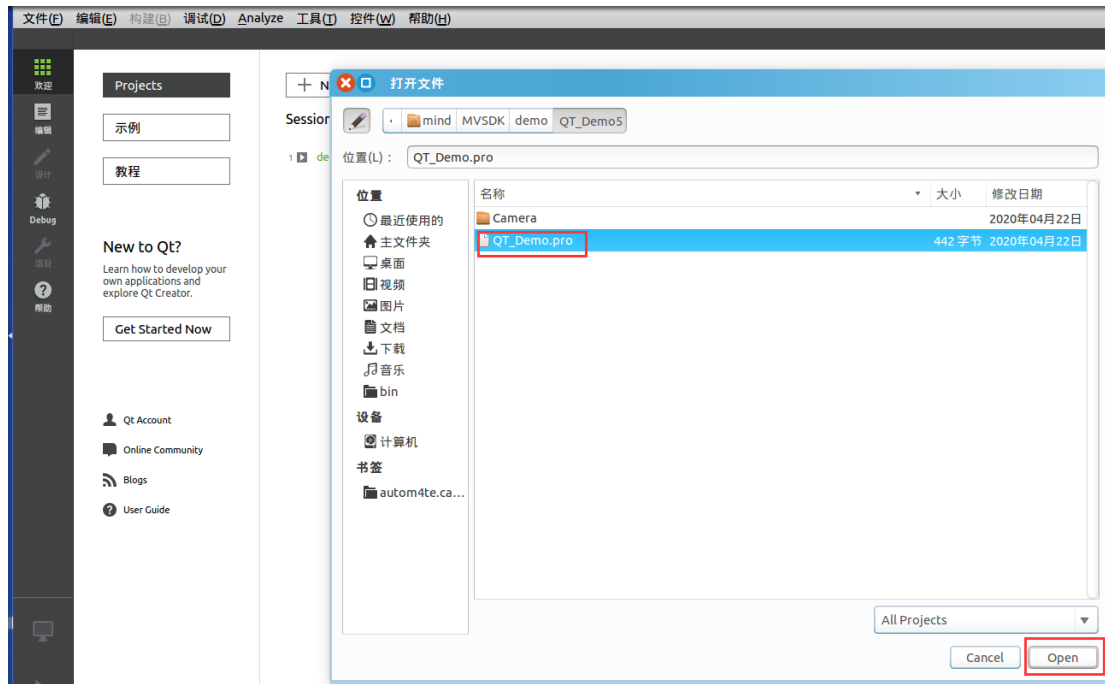 文件(F) 编辑(E) 构建(B) 调试(D) Analyze 工具(T) 控件(W) 帮助(H)
欢迎
编辑
设计
Debug
项目
帮助
Projects
示例
教程
New to Qt?
Learn how to develop your
own applications and
explore Qt Creator.
Get Started Now
Qt Account
Online Community
Blogs
User Guide
N
Session
1 de
打开文件
mind MVSDK demo QT_Demo5
位置(L): QT_Demo.pro
位置
最近使用的
主文件夹
桌面
视频
图片
文档
下载
音乐
bin
设备
计算机
书签
autom4te.ca...
名称 大小 修改日期
Camera 2020年04月22日
QT_Demo.pro 442 字节 2020年04月22日
All Projects
Cancel Open